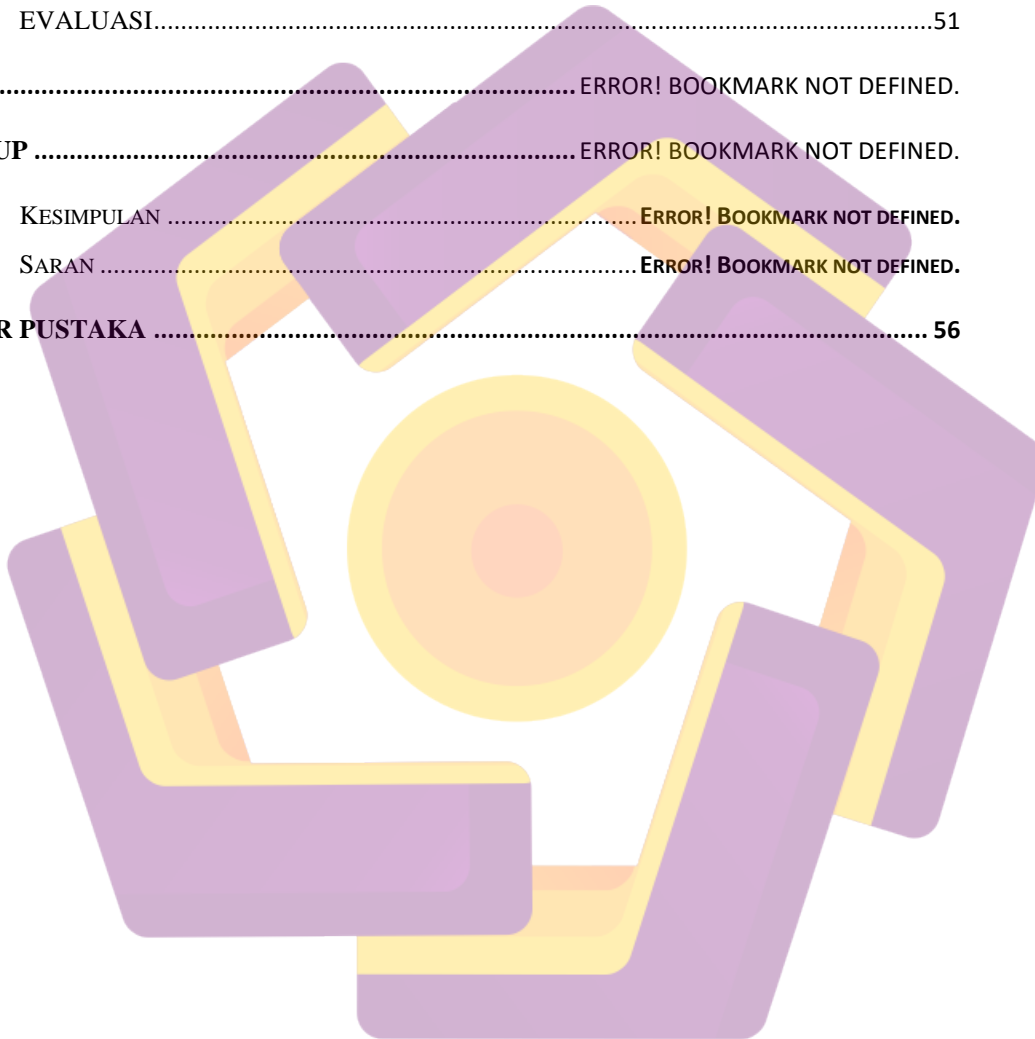 EVALUASI....................................................51
....................................................ERROR! BOOKMARK NOT DEFINED.
UP ....................................................ERROR! BOOKMARK NOT DEFINED.
KESIMPULAN ....................................................ERROR! BOOKMARK NOT DEFINED.
SARAN ....................................................ERROR! BOOKMARK NOT DEFINED.
R PUSTAKA .................................................... 56